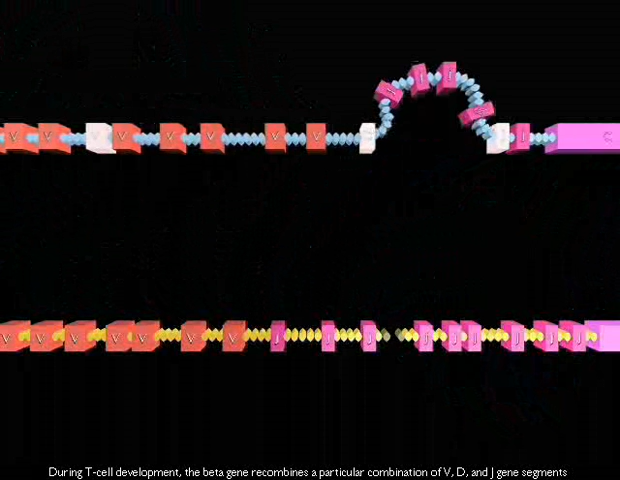 J J
V V V V V V V J C
V V V V V V V J J J J J J J J J
During T-cell development, the beta gene recombines a particular combination of V, D, and J gene segments